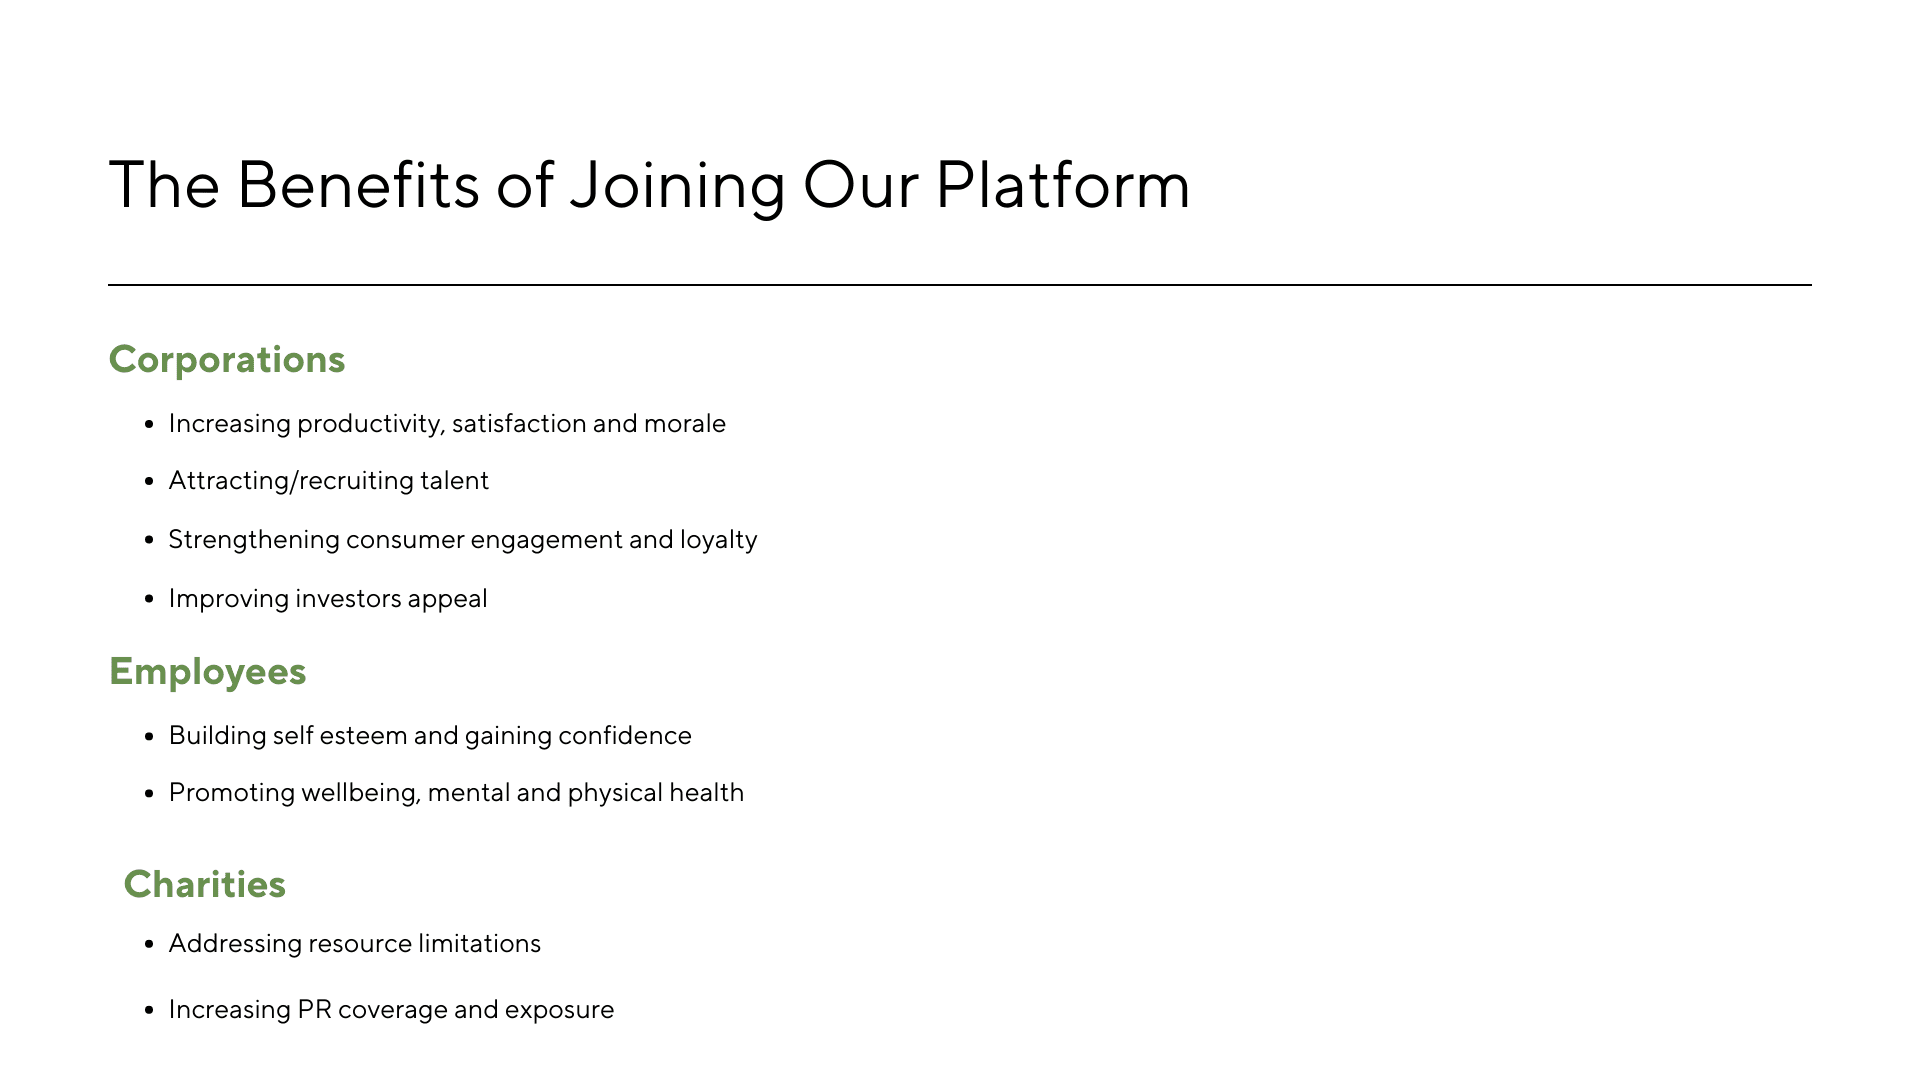 The Benefits of Joining Our Platform
Corporations
• Increasing productivity, satisfaction and morale
• Attracting/recruiting talent
• Strengthening consumer engagement and loyalty
• Improving investors appeal
Employees
• Building self esteem and gaining confidence
• Promoting wellbeing, mental and physical health
Charities
• Addressing resource limitations
• Increasing PR coverage and exposure